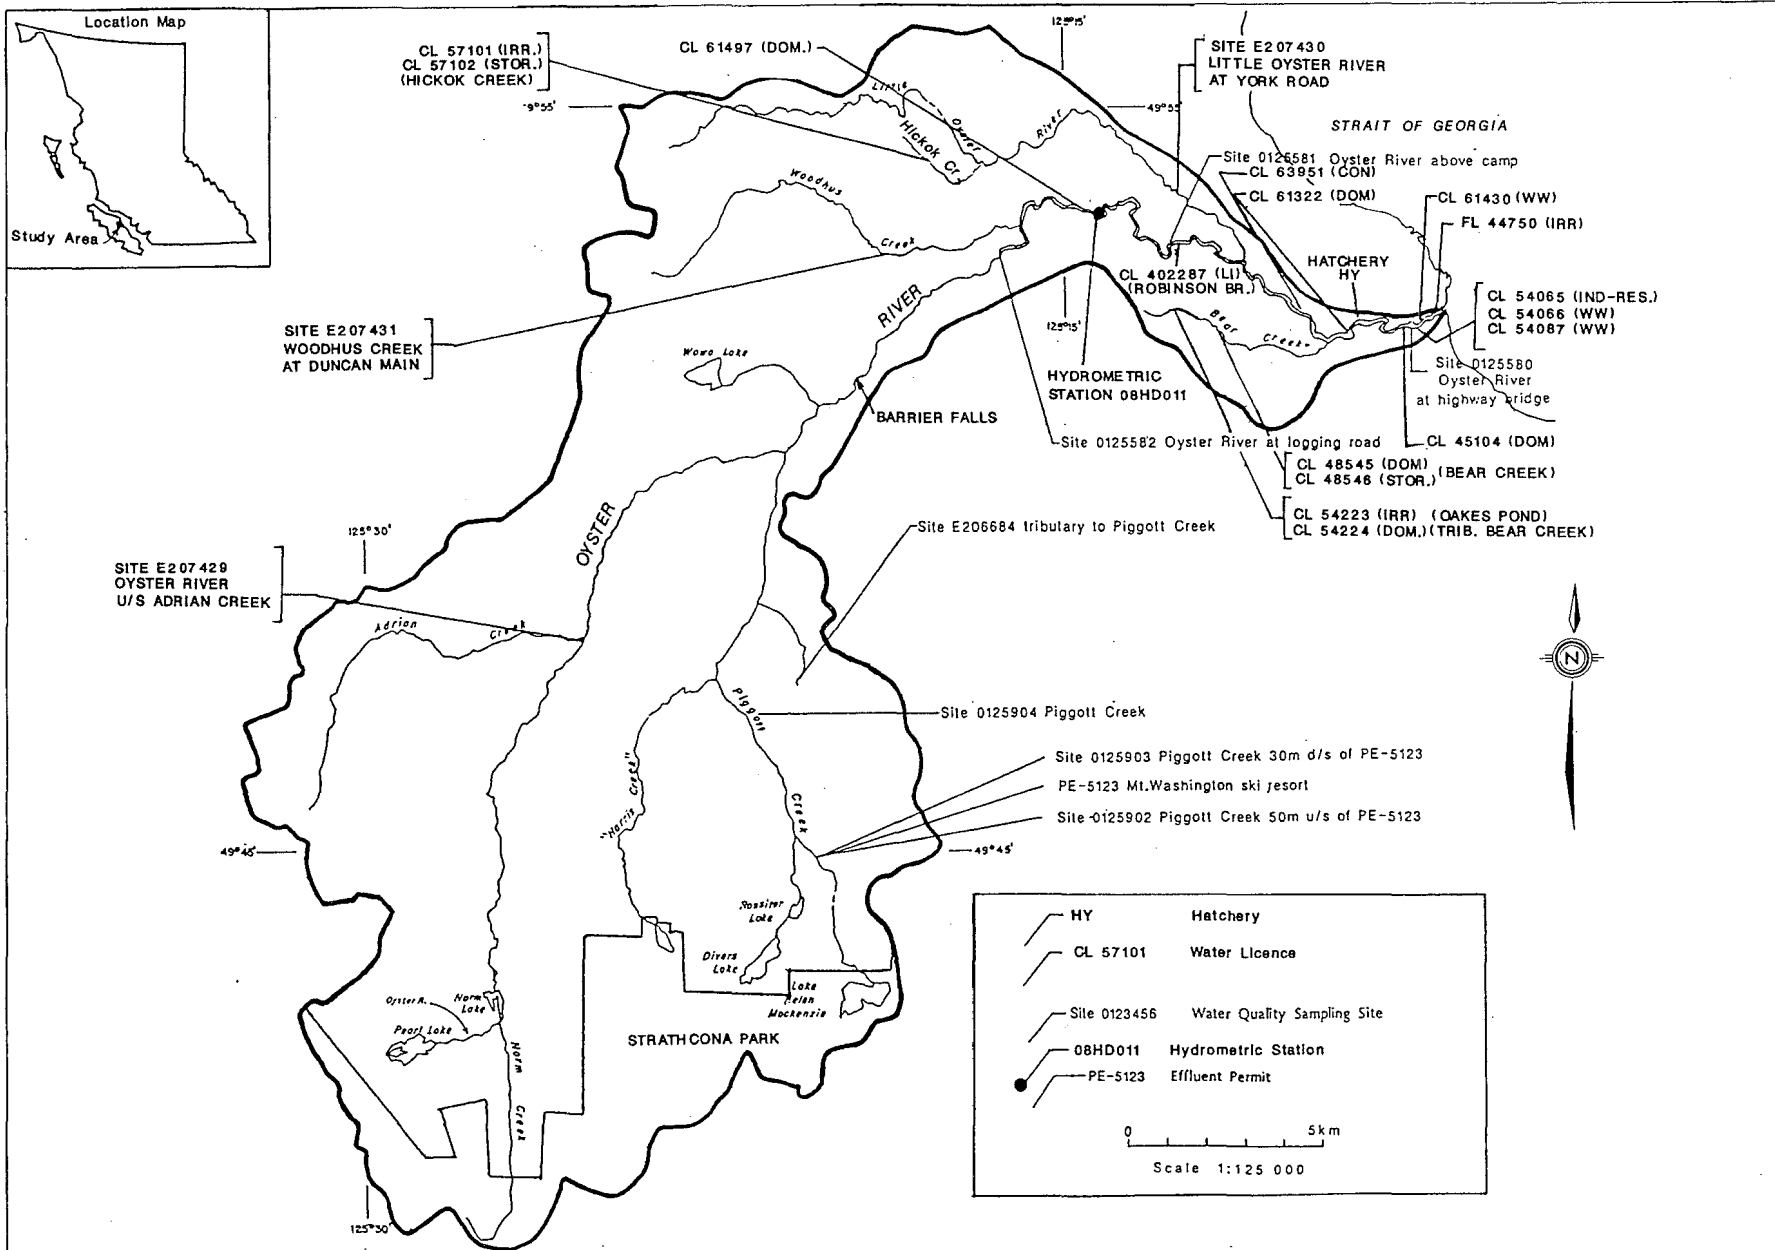 Location Map
Study Area
CL 57101 (IRR.)
CL 57102 (STOR.)
(HICKOK CREEK)
CL 61497 (DOM.)
125°15'
SITE E207430
LITTLE OYSTER RIVER
AT YORK ROAD
9°55'
49°55'
STRAIT OF GEORGIA
Little
Oyster
River
Hickok Cr
Site 0125581 Oyster River above camp
CL 63951 (CON)
CL 61322 (DOM)
CL 61430 (WW)
FL 44750 (IRR)
Woodhus
Creek
HATCHERY
HY
CL 402287 (LI)
(ROBINSON BR.)
CL 54065 (IND-RES.)
CL 54066 (WW)
CL 54087 (WW)
SITE E207431
WOODHUS CREEK
AT DUNCAN MAIN
RIVER
125°15'
Bear
Creek
Wowo Lake
HYDROMETRIC
STATION 08HD011
Site 0125580
Oyster River
at highway bridge
BARRIER FALLS
Site 0125582 Oyster River at logging road
CL 45104 (DOM)
CL 48545 (DOM)
CL 48546 (STOR.)
(BEAR CREEK)
CL 54223 (IRR) (OAKES POND)
CL 54224 (DOM.) (TRIB. BEAR CREEK)
OYSTER
125°30'
Site E206684 tributary to Piggott Creek
SITE E207429
OYSTER RIVER
U/S ADRIAN CREEK
Adrian
Creek
N
Piggott
Creek
Site 0125904 Piggott Creek
Site 0125903 Piggott Creek 30m d/s of PE-5123
PE-5123 Mt.Washington ski resort
Site 0125902 Piggott Creek 50m u/s of PE-5123
"Harris Creek"
49°45'
49°45'
Rossiter
Lake
Divers
Lake
Lake
Helen
Mackenzie
Oyster R.
Norm
Lake
Pearl Lake
STRATHCONA PARK
Norm
Creek
125°30'
HY Hatchery
CL 57101 Water Licence
Site 0123456 Water Quality Sampling Site
08HD011 Hydrometric Station
PE-5123 Effluent Permit
0 5km
Scale 1:125 000